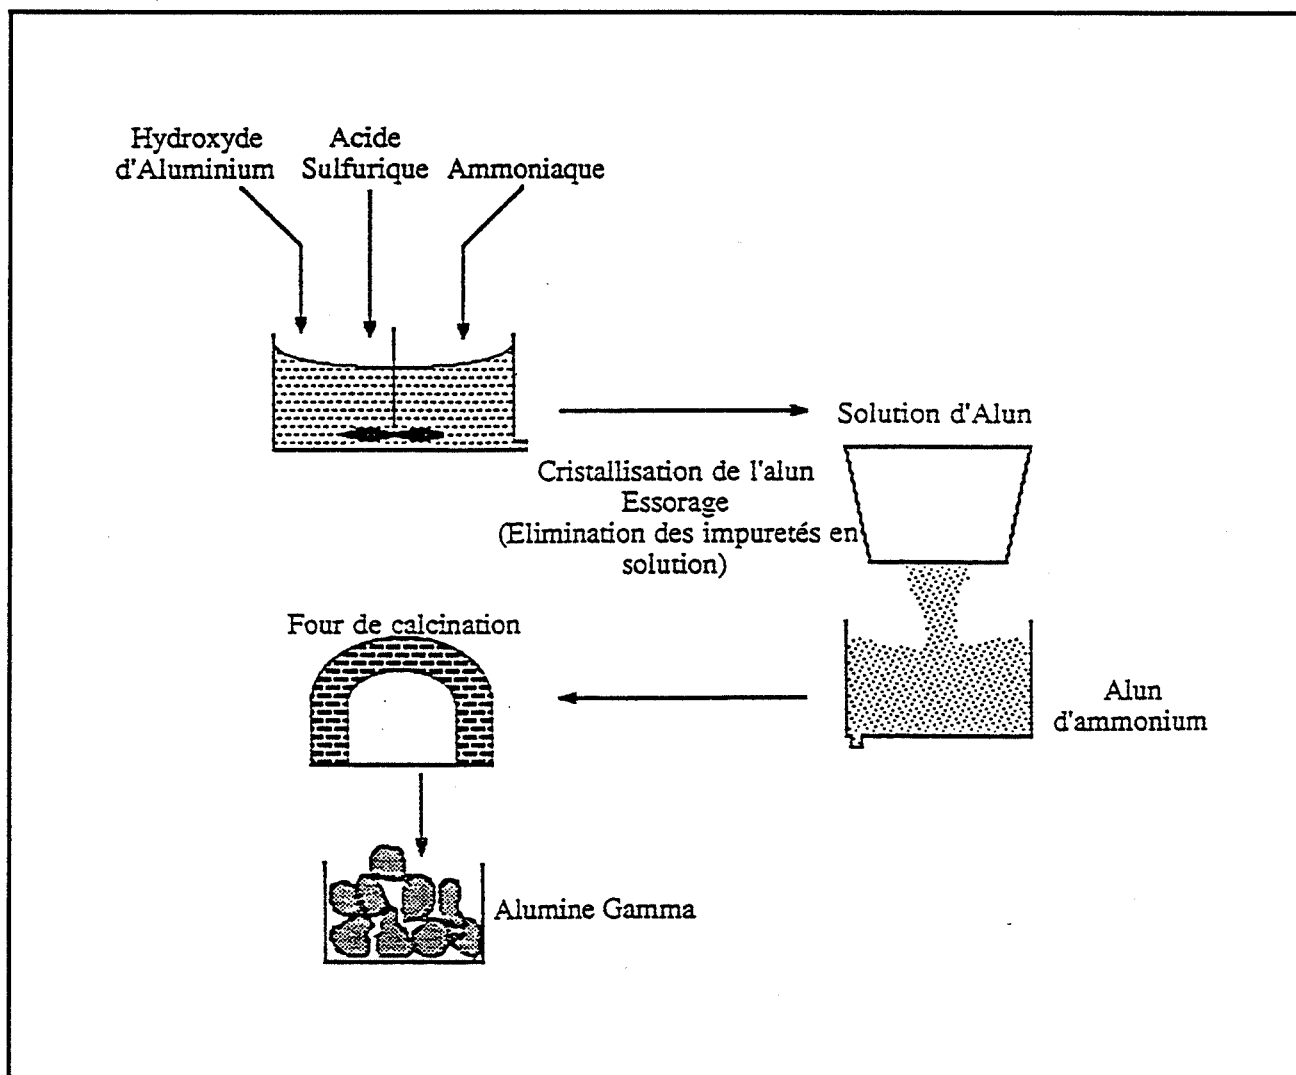 Hydroxyde
d'Aluminium
Acide
Sulfurique
Ammoniaque
Solution d'Alun
Cristallisation de l'alun
Essorage
(Elimination des impuretés en
solution)
Four de calcination
Alun
d'ammonium
Alumine Gamma